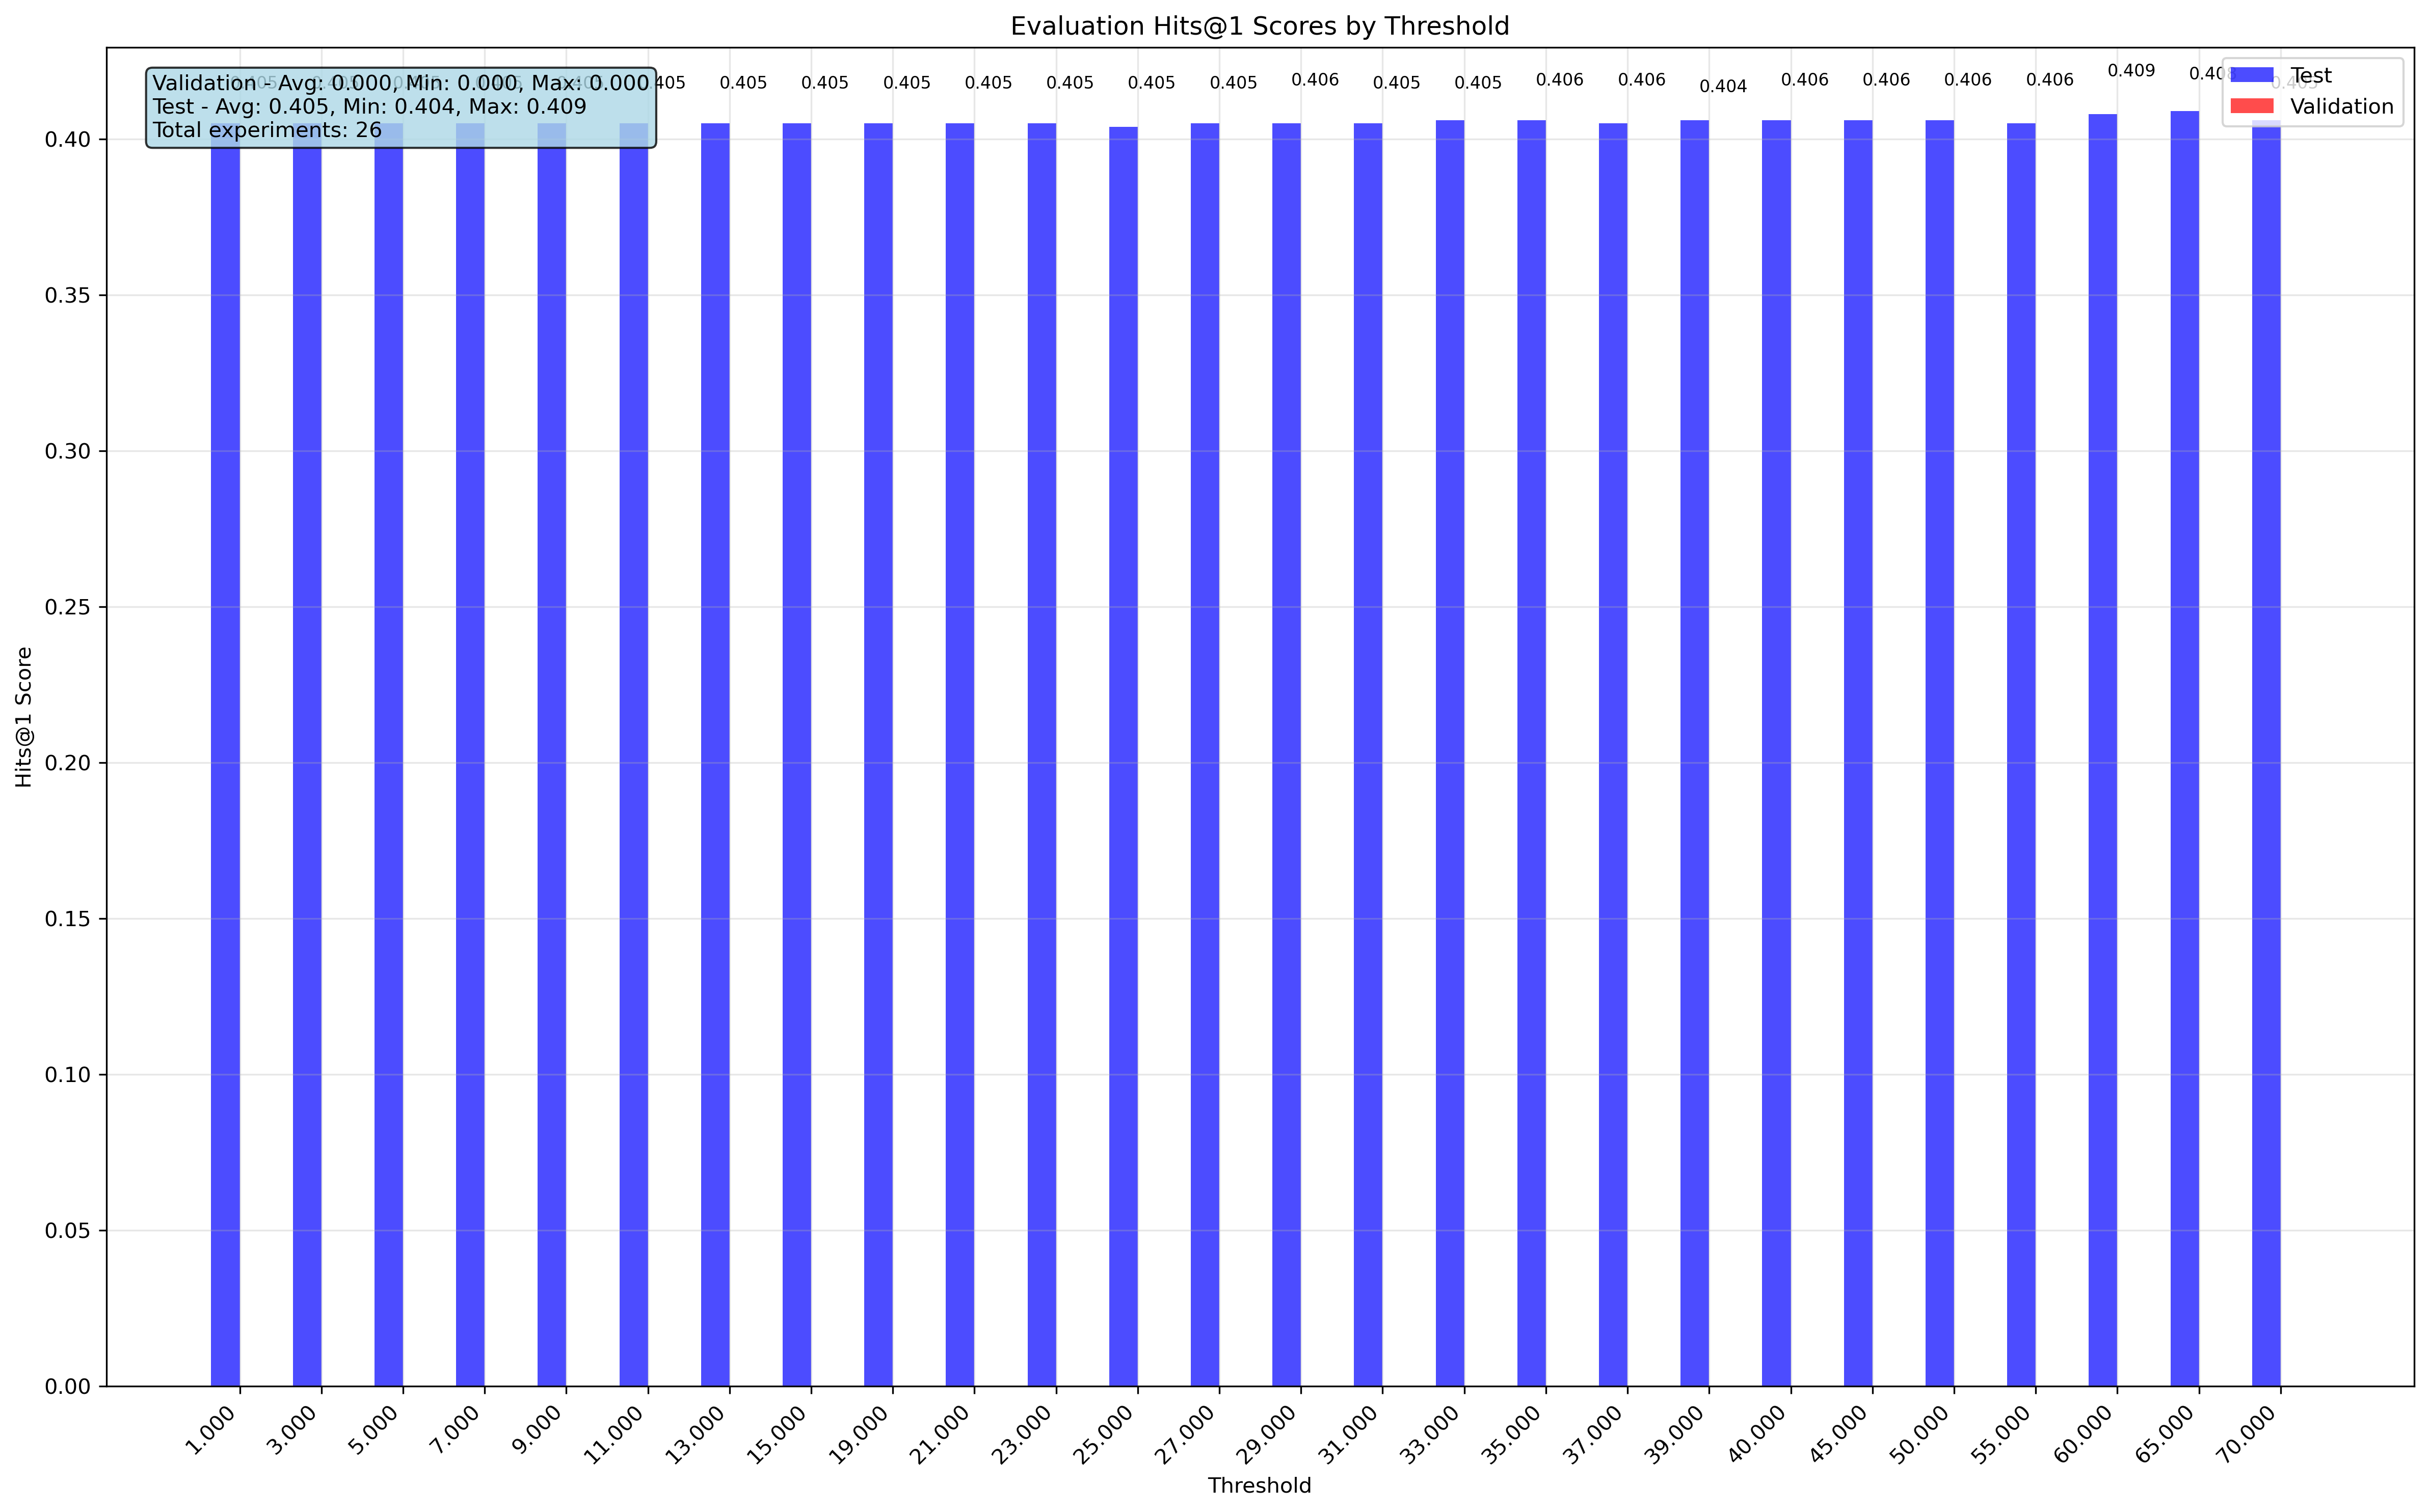 Evaluation Hits@1 Scores by Threshold
Validation - Avg: 0.000, Min: 0.000, Max: 0.000
Test - Avg: 0.405, Min: 0.404, Max: 0.409
Total experiments: 26
0.405 0.405 0.405 0.405 0.405 0.405 0.405 0.405 0.406 0.405 0.405 0.406 0.406 0.404 0.406 0.406 0.406 0.406 0.409
Test
Validation
0.40
0.35
0.30
0.25
0.20
0.15
0.10
0.05
0.00
Hits@1 Score
1.000 3.000 5.000 7.000 9.000 11.000 13.000 15.000 19.000 21.000 23.000 25.000 27.000 29.000 31.000 33.000 35.000 37.000 39.000 40.000 45.000 50.000 55.000 60.000 65.000 70.000
Threshold